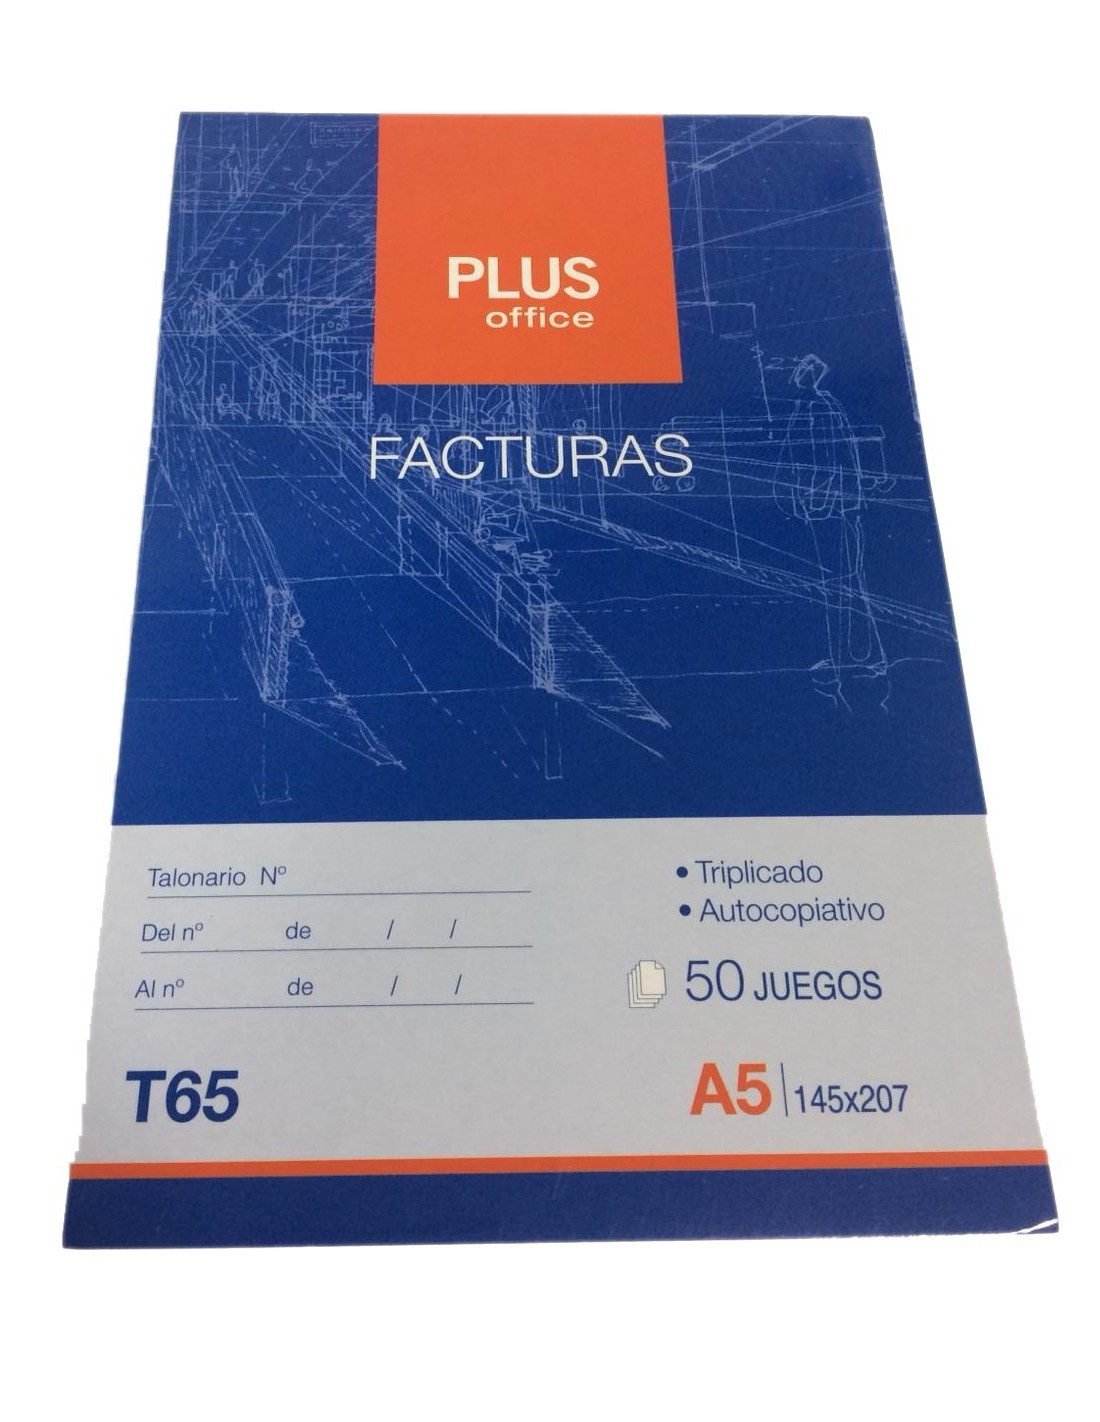 PLUS
office
FACTURAS
Talonario Nº
Del nº de / /
Al nº de / /
• Triplicado
• Autocopiativo
50 JUEGOS
T65
A5 145x207